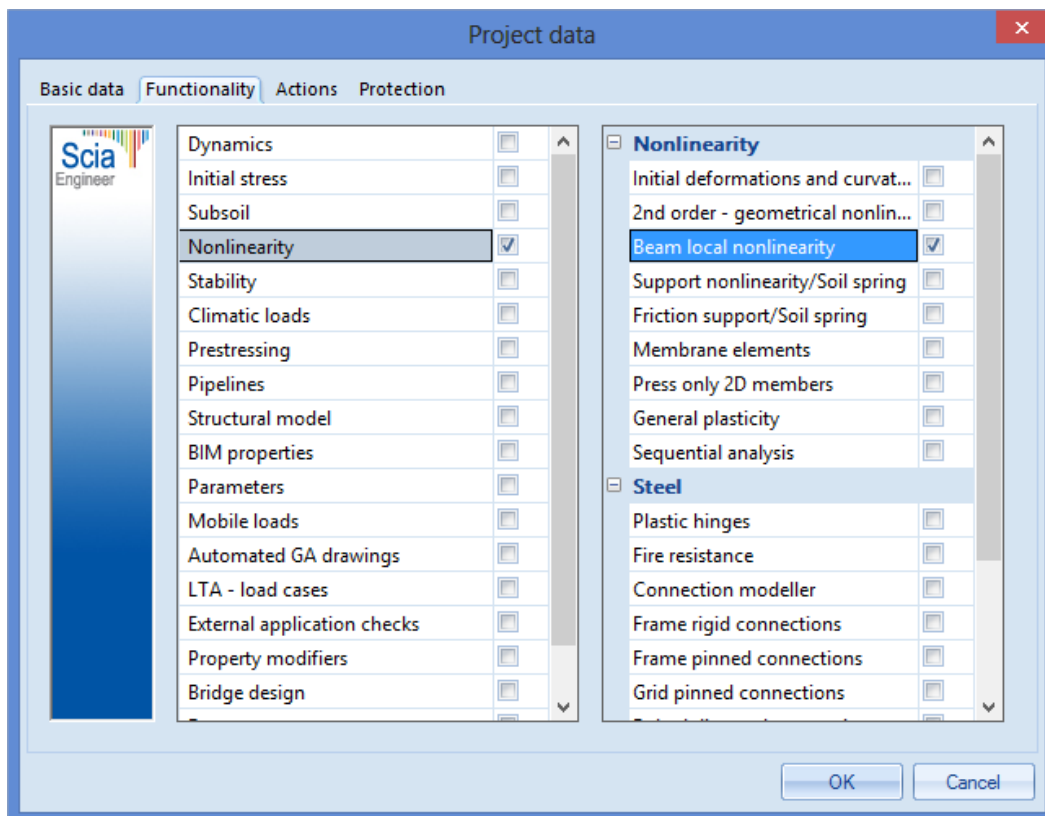 Project data
Basic data Functionality Actions Protection
Scia
Engineer
Dynamics
Initial stress
Subsoil
Nonlinearity
Stability
Climatic loads
Prestressing
Pipelines
Structural model
BIM properties
Parameters
Mobile loads
Automated GA drawings
LTA - load cases
External application checks
Property modifiers
Bridge design
Nonlinearity
Initial deformations and curvat...
2nd order - geometrical nonlin...
Beam local nonlinearity
Support nonlinearity/Soil spring
Friction support/Soil spring
Membrane elements
Press only 2D members
General plasticity
Sequential analysis
Steel
Plastic hinges
Fire resistance
Connection modeller
Frame rigid connections
Frame pinned connections
Grid pinned connections
OK Cancel